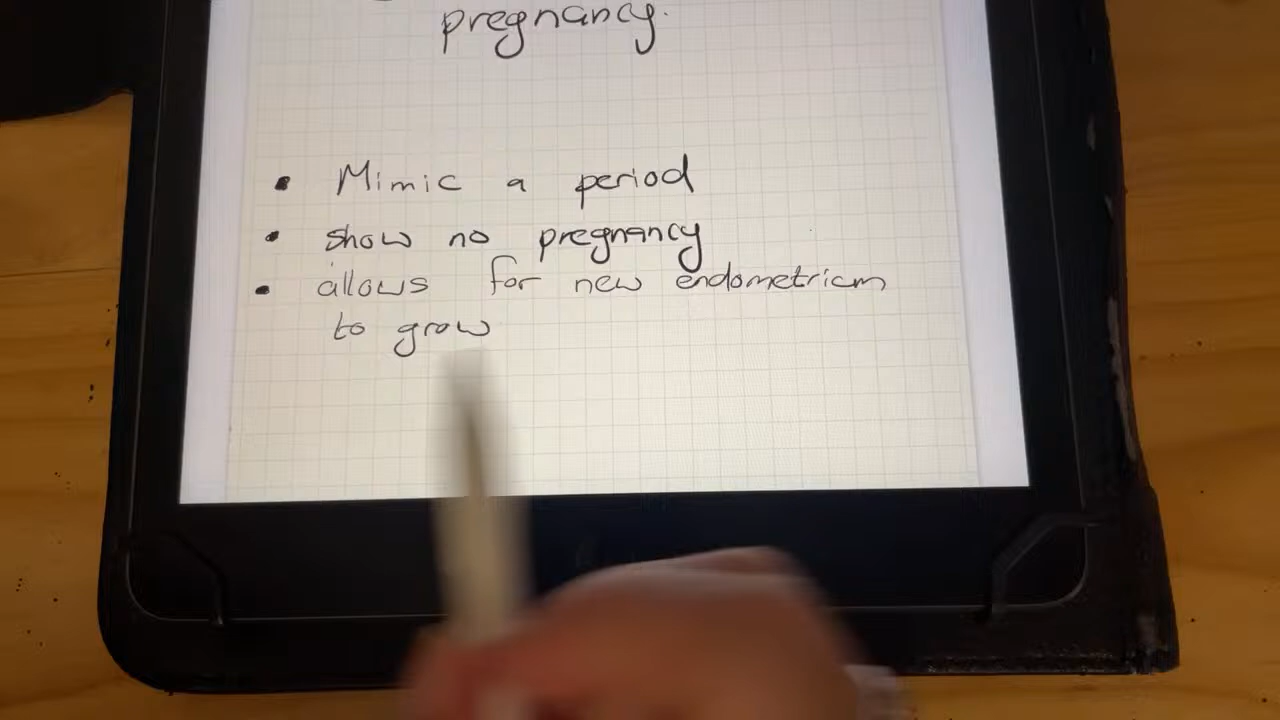 pregnancy.
• Mimic a period
• show no pregnancy
• allows for new endometrium
to grow